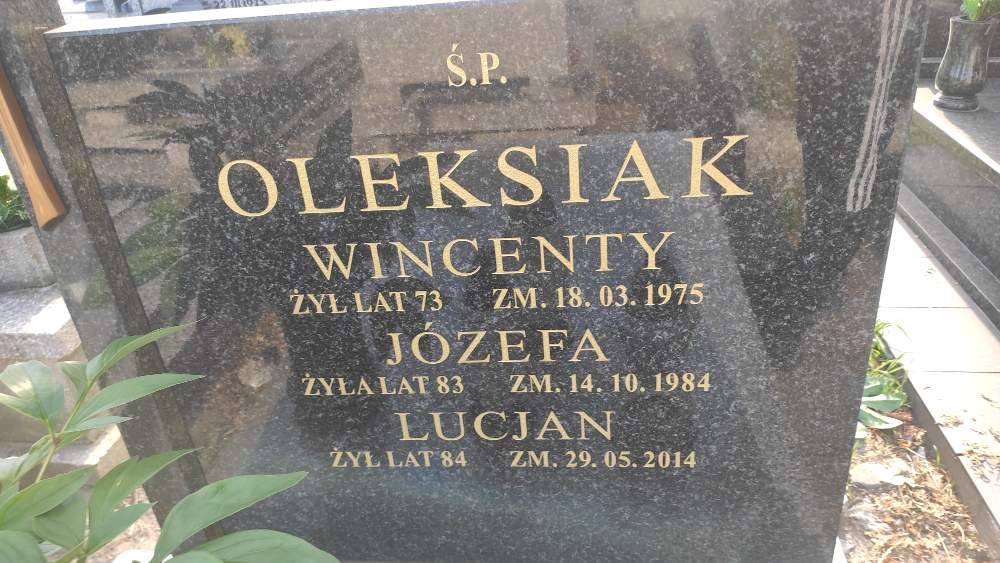 Ś.P.
OLEKSIAK
WINCENTY
ŻYŁ LAT 73 ZM. 18. 03. 1975
JÓZEFA
ŻYŁA LAT 83 ZM. 14. 10. 1984
LUCJAN
ŻYŁ LAT 84 ZM. 29. 05. 2014